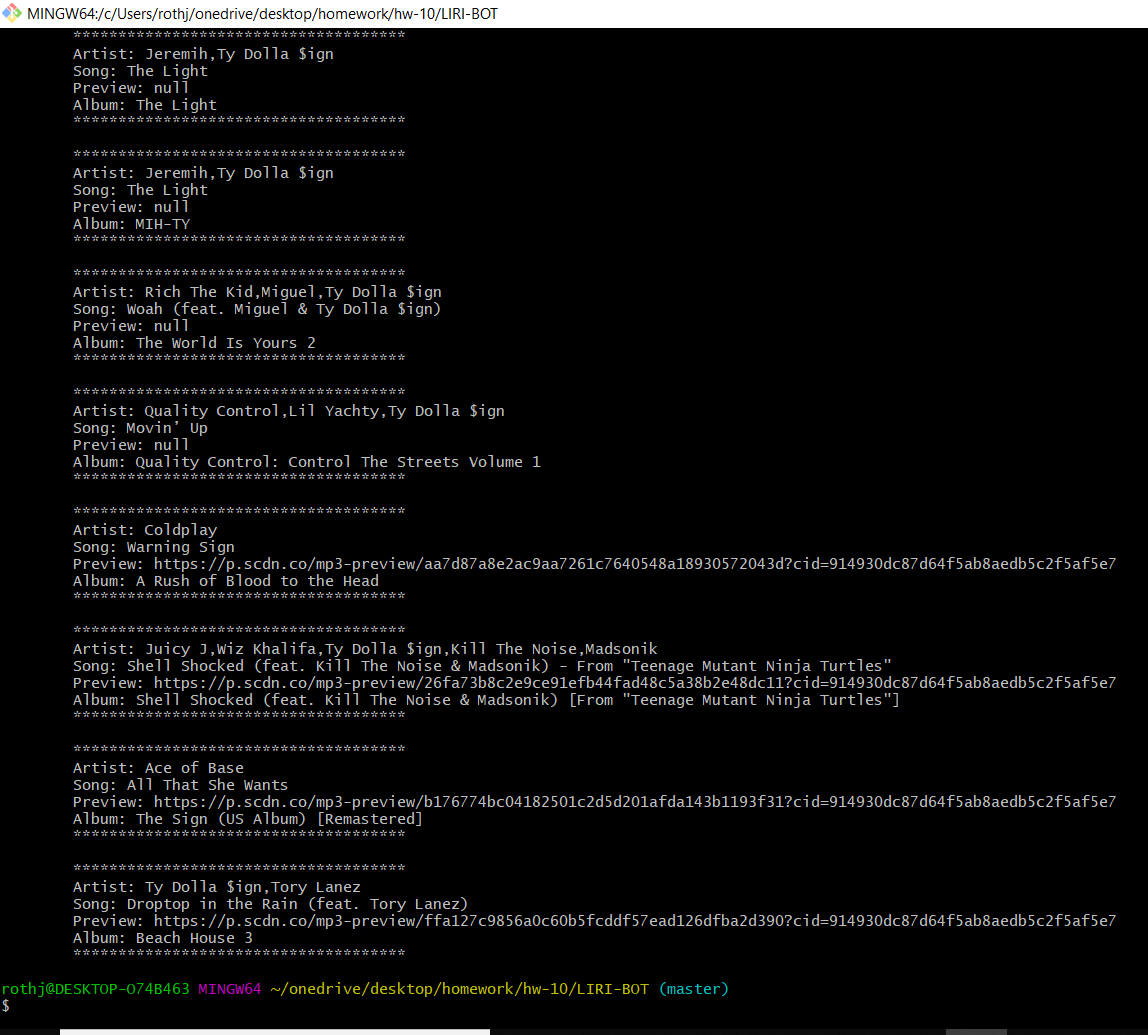 MINGW64:/c/Users/rothj/onedrive/desktop/homework/hw-10/LIRI-BOT
*************************************
Artist: Jeremih,Ty Dolla $ign
Song: The Light
Preview: null
Album: The Light
*************************************
*************************************
Artist: Jeremih,Ty Dolla $ign
Song: The Light
Preview: null
Album: MIH-TY
*************************************
*************************************
Artist: Rich The Kid,Miguel,Ty Dolla $ign
Song: Woah (feat. Miguel & Ty Dolla $ign)
Preview: null
Album: The World Is Yours 2
*************************************
*************************************
Artist: Quality Control,Lil Yachty,Ty Dolla $ign
Song: Movin’ Up
Preview: null
Album: Quality Control: Control The Streets Volume 1
*************************************
*************************************
Artist: Coldplay
Song: Warning Sign
Preview: https://p.scdn.co/mp3-preview/aa7d87a8e2ac9aa7261c7640548a18930572043d?cid=914930dc87d64f5ab8aedb5c2f5af5e7
Album: A Rush of Blood to the Head
*************************************
*************************************
Artist: Juicy J,Wiz Khalifa,Ty Dolla $ign,Kill The Noise,Madsonik
Song: Shell Shocked (feat. Kill The Noise & Madsonik) - From "Teenage Mutant Ninja Turtles"
Preview: https://p.scdn.co/mp3-preview/26fa73b8c2e9ce91efb44fad48c5a38b2e48dc11?cid=914930dc87d64f5ab8aedb5c2f5af5e7
Album: Shell Shocked (feat. Kill The Noise & Madsonik) [From "Teenage Mutant Ninja Turtles"]
*************************************
*************************************
Artist: Ace of Base
Song: All That She Wants
Preview: https://p.scdn.co/mp3-preview/b176774bc04182501c2d5d201afda143b1193f31?cid=914930dc87d64f5ab8aedb5c2f5af5e7
Album: The Sign (US Album) [Remastered]
*************************************
*************************************
Artist: Ty Dolla $ign,Tory Lanez
Song: Droptop in the Rain (feat. Tory Lanez)
Preview: https://p.scdn.co/mp3-preview/ffa127c9856a0c60b5fcddf57ead126dfba2d390?cid=914930dc87d64f5ab8aedb5c2f5af5e7
Album: Beach House 3
*************************************
rothj@DESKTOP-O74B463 MINGW64 ~/onedrive/desktop/homework/hw-10/LIRI-BOT (master)
$